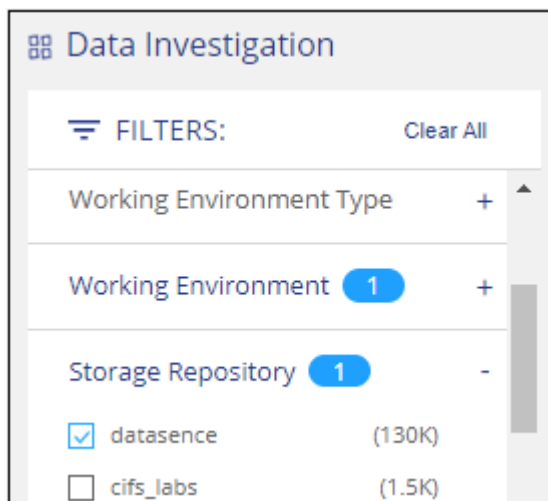 Data Investigation
FILTERS: Clear All
Working Environment Type +
Working Environment 1 +
Storage Repository 1 -
datasence (130K)
cifs_labs (1.5K)